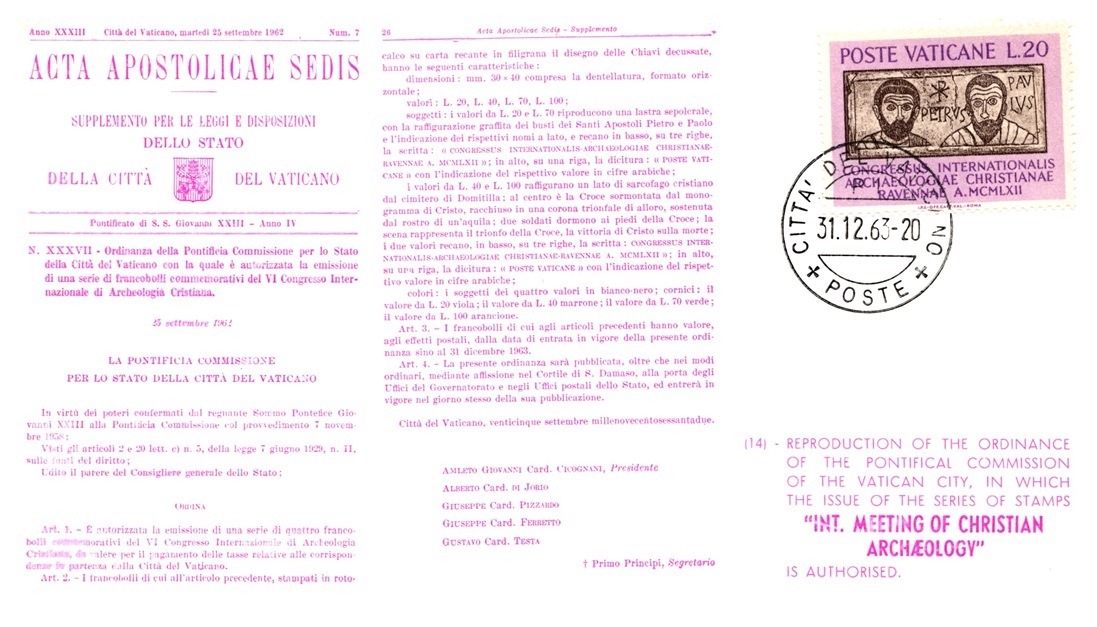 Anno XXXIII Città del Vaticano, martedì 25 settembre 1962 Num. 7
ACTA APOSTOLICAE SEDIS
SUPPLEMENTO PER LE LEGGI E DISPOSIZIONI
DELLO STATO
DELLA CITTÀ DEL VATICANO
Pontificato di S. S. Giovanni XXIII - Anno IV
N. XXXVII - Ordinanza della Pontificia Commissione per lo Stato
della Città del Vaticano con la quale è autorizzata la emissione
di una serie di francobolli commemorativi del VI Congresso Inter-
nazionale di Archeologia Cristiana.
25 settembre 1962
LA PONTIFICIA COMMISSIONE
PER LO STATO DELLA CITTÀ DEL VATICANO
In virtù dei poteri confermati dal regnante Sommo Pontefice Gio-
vanni XXIII alla Pontificia Commissione col provvedimento 7 novem-
bre 1958;
Visti gli articoli 2 e 20 lett. c) n. 5, della legge 7 giugno 1929, n. II,
sulle fonti del diritto;
Udito il parere del Consigliere generale dello Stato;
ORDINA
Art. 1. - È autorizzata la emissione di una serie di quattro franco-
bolli commemorativi del VI Congresso Internazionale di Archeologia
Cristiana, da valere per il pagamento delle tasse relative alle corrispon-
denze in partenza dalla Città del Vaticano.
Art. 2. - I francobolli di cui all'articolo precedente, stampati in roto-
26 Acta Apostolicae Sedis - Supplemento
calco su carta recante in filigrana il disegno delle Chiavi decussate,
hanno le seguenti caratteristiche:
dimensioni: mm. 30×40 compresa la dentellatura, formato oriz-
zontale;
valori: L. 20, L. 40, L. 70, L. 100;
soggetti: i valori da L. 20 e L. 70 riproducono una lastra sepolcrale,
con la raffigurazione graffita dei busti dei Santi Apostoli Pietro e Paolo
e l'indicazione dei rispettivi nomi a lato, e recano in basso, su tre righe,
la scritta: « CONGRESSUS INTERNATIONALIS-ARCHAEOLOGIAE CHRISTIANAE-
RAVENNAE A. MCMLXII »; in alto, su una riga, la dicitura: « POSTE VATI-
CANE » con l'indicazione del rispettivo valore in cifre arabiche;
i valori da L. 40 e L. 100 raffigurano un lato di sarcofago cristiano
dal cimitero di Domitilla; al centro è la Croce sormontata dal mono-
gramma di Cristo, racchiuso in una corona trionfale di alloro, sostenuta
dal rostro di un'aquila; due soldati dormono ai piedi della Croce; la
scena rappresenta il trionfo della Croce, la vittoria di Cristo sulla morte;
i due valori recano, in basso, su tre righe, la scritta: CONGRESSUS INTER-
NATIONALIS-ARCHAEOLOGIAE CHRISTIANAE-RAVENNAE A. MCMLXII »; in alto,
su una riga, la dicitura: « POSTE VATICANE » con l'indicazione del rispet-
tivo valore in cifre arabiche;
colori: i soggetti dei quattro valori in bianco-nero; cornici: il
valore da L. 20 viola; il valore da L. 40 marrone; il valore da L. 70 verde;
il valore da L. 100 arancione.
Art. 3. - I francobolli di cui agli articoli precedenti hanno valore,
agli effetti postali, dalla data di entrata in vigore della presente ordi-
nanza sino al 31 dicembre 1963.
Art. 4. - La presente ordinanza sarà pubblicata, oltre che nei modi
ordinari, mediante affissione nel Cortile di S. Damaso, alla porta degli
Uffici del Governatorato e negli Uffici postali dello Stato, ed entrerà in
vigore nel giorno stesso della sua pubblicazione.
Città del Vaticano, venticinque settembre millenovecentosessantadue.
AMLETO GIOVANNI Card. CICOGNANI, Presidente
ALBERTO Card. DI JORIO
GIUSEPPE Card. PIZZARDO
GIUSEPPE Card. FERRETTO
GUSTAVO Card. TESTA
† Primo Principi, Segretario
POSTE VATICANE L.20
PETRVS
PAV
LVS
CONGRESSUS INTERNATIONALIS
ARCHAEOLOGIAE CHRISTIANAE
RAVENNAE A. MCMLXII
CITTA' DEL VATICANO
31.12.63-20
POSTE
(14) - REPRODUCTION OF THE ORDINANCE
OF THE PONTIFICAL COMMISSION
OF THE VATICAN CITY, IN WHICH
THE ISSUE OF THE SERIES OF STAMPS
"INT. MEETING OF CHRISTIAN
ARCHÆOLOGY"
IS AUTHORISED.